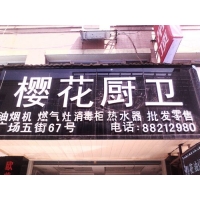 樱花厨卫
油烟机 燃气灶 消毒柜 热水器 批发零售
广场五街67号 电话:88212980